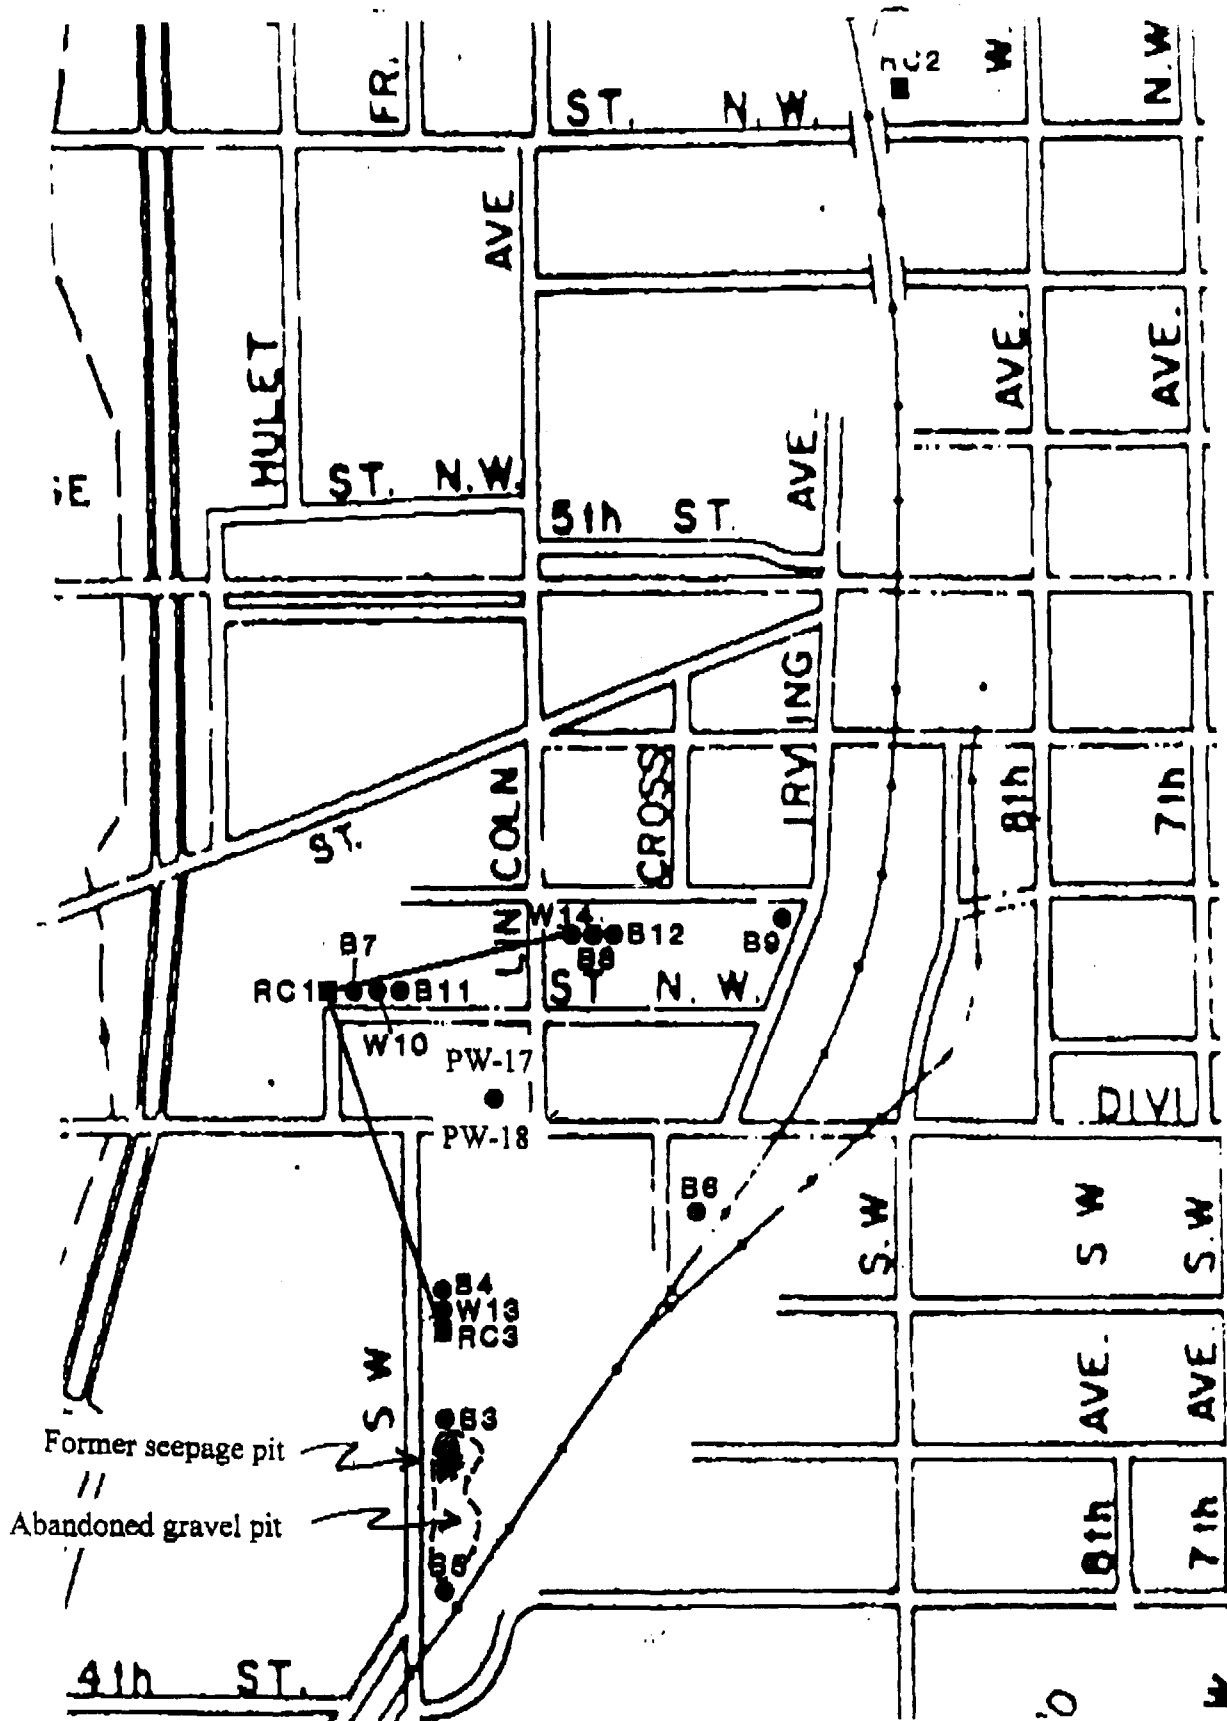 RC2
W.
N.W
FR.
ST. N.W.
AVE
HULET
AVE.
AVE.
ST. N.W.
AVE.
5th ST.
IRVING
LINCOLN
CROSS
8th
7th
ST.
W14
B12
B8
B9
B7
RC1
B11
W10
ST N.W.
PW-17
PW-18
DIVI
B6
S.W
S W
S.W
B4
W13
RC3
S W
AVE.
AVE.
B3
Former seepage pit
Abandoned gravel pit
B5
8th
7th
4th ST.
W